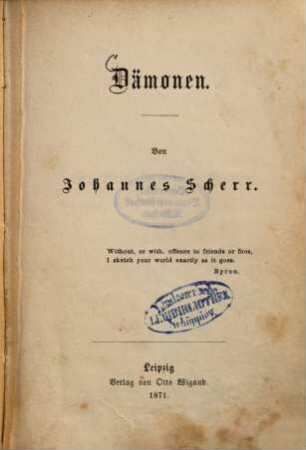 Dämonen.
Von
Johannes Scherr.
Without, or with, offence to friends or foes,
I sketch your world exactly as it goes.
Byron.
LEIHBIBLIOTHEK
Leipzig
Verlag von Otto Wigand.
1871.